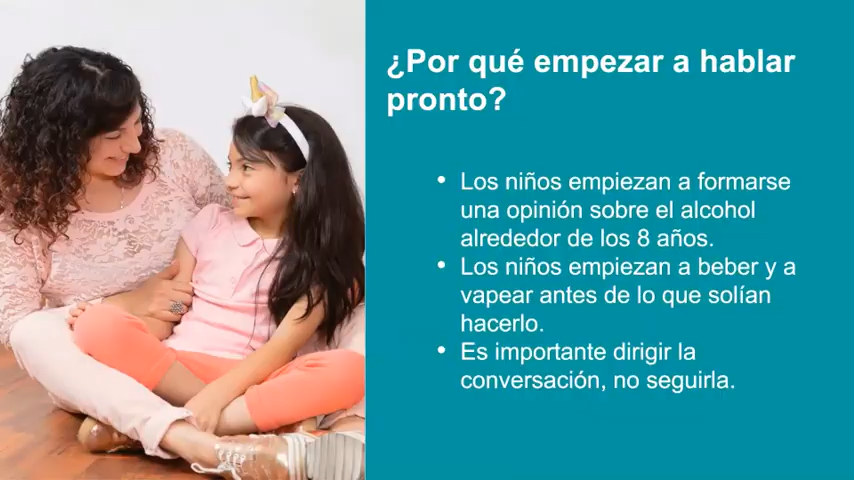 ¿Por qué empezar a hablar
pronto?
• Los niños empiezan a formarse
una opinión sobre el alcohol
alrededor de los 8 años.
• Los niños empiezan a beber y a
vapear antes de lo que solían
hacerlo.
• Es importante dirigir la
conversación, no seguirla.